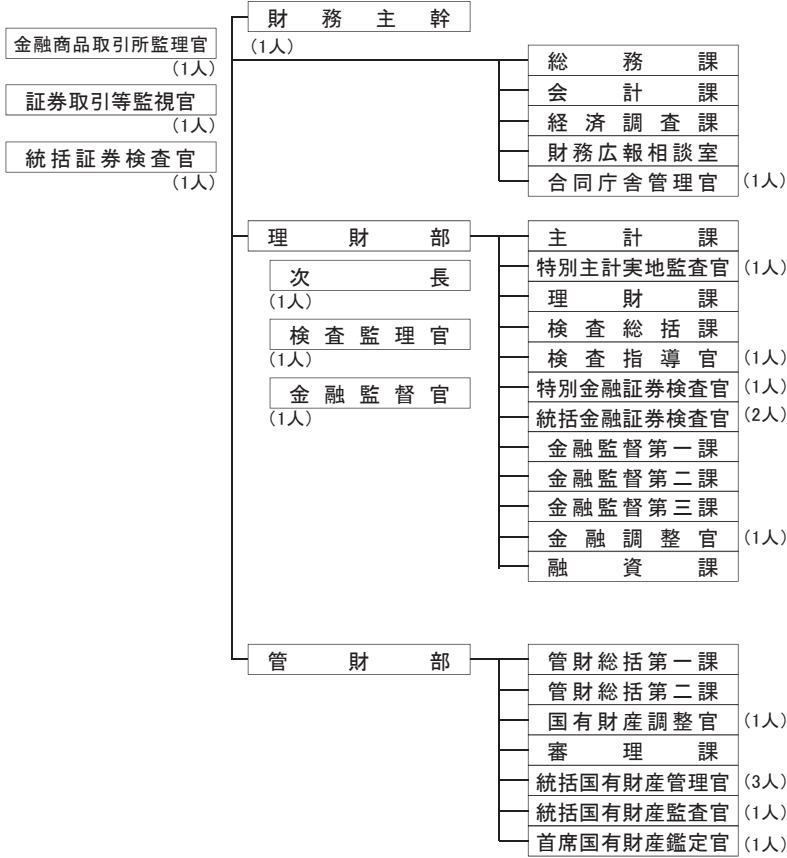 金融商品取引所監理官
(1人)
証券取引等監視官
(1人)
統括証券検査官
(1人)
財務主幹
(1人)
総務課
会計課
経済調査課
財務広報相談室
合同庁舎管理官 (1人)
理財部
次長
(1人)
検査監理官
(1人)
金融監督官
(1人)
主計課
特別主計実地監査官 (1人)
理財課
検査総括課
検査指導官 (1人)
特別金融証券検査官 (1人)
統括金融証券検査官 (2人)
金融監督第一課
金融監督第二課
金融監督第三課
金融調整官 (1人)
融資課
管財部
管財総括第一課
管財総括第二課
国有財産調整官 (1人)
審理課
統括国有財産管理官 (3人)
統括国有財産監査官 (1人)
首席国有財産鑑定官 (1人)